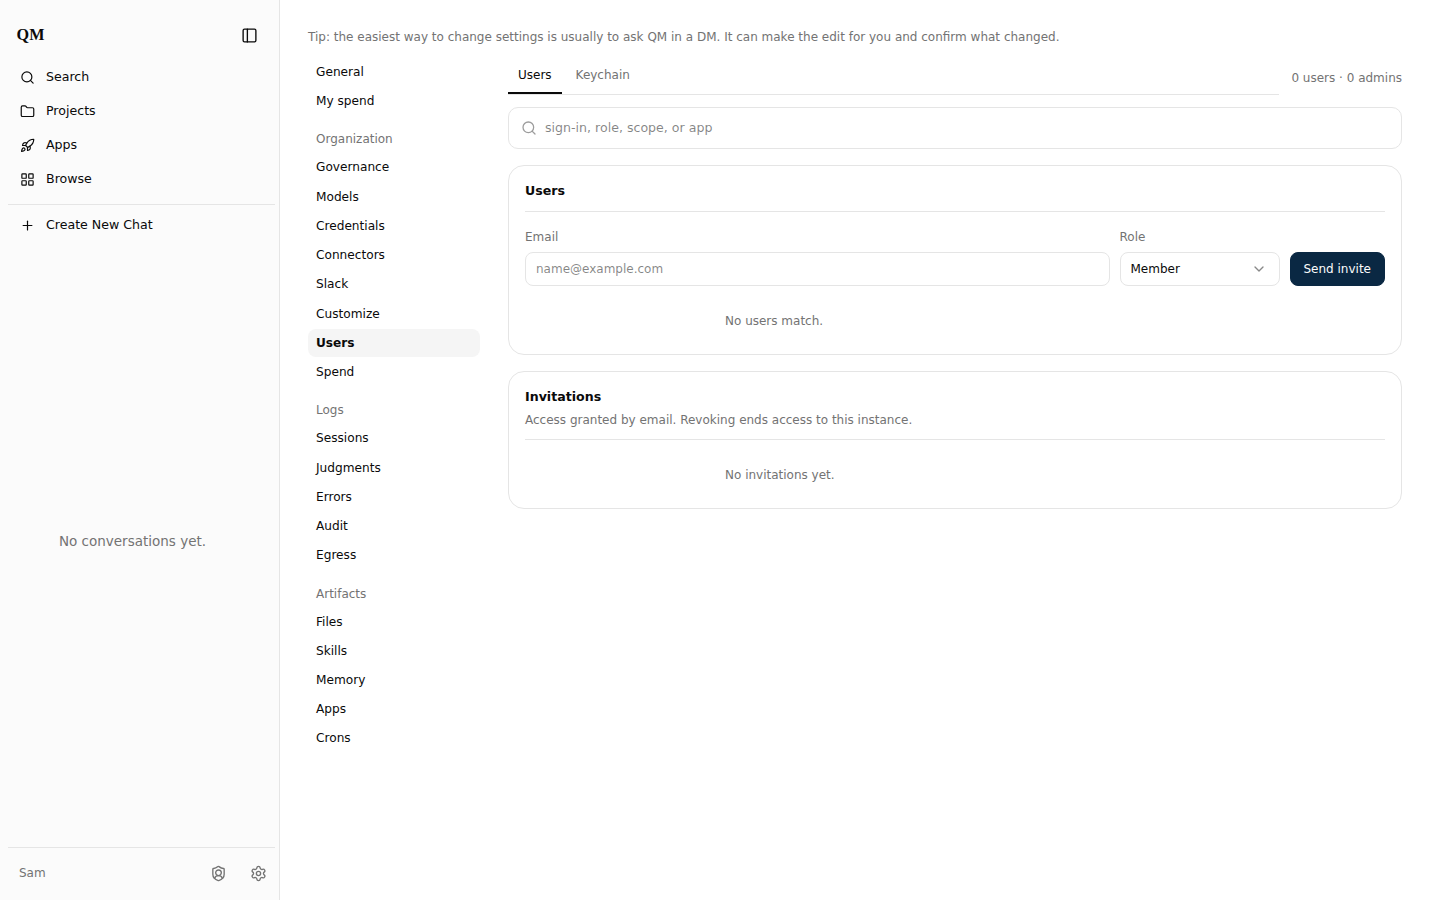 QM
Search
Projects
Apps
Browse
Create New Chat
No conversations yet.
Sam
Tip: the easiest way to change settings is usually to ask QM in a DM. It can make the edit for you and confirm what changed.
General
My spend
Organization
Governance
Models
Credentials
Connectors
Slack
Customize
Users
Spend
Logs
Sessions
Judgments
Errors
Audit
Egress
Artifacts
Files
Skills
Memory
Apps
Crons
Users Keychain
0 users · 0 admins
sign-in, role, scope, or app
Users
Email Role
name@example.com Member Send invite
No users match.
Invitations
Access granted by email. Revoking ends access to this instance.
No invitations yet.